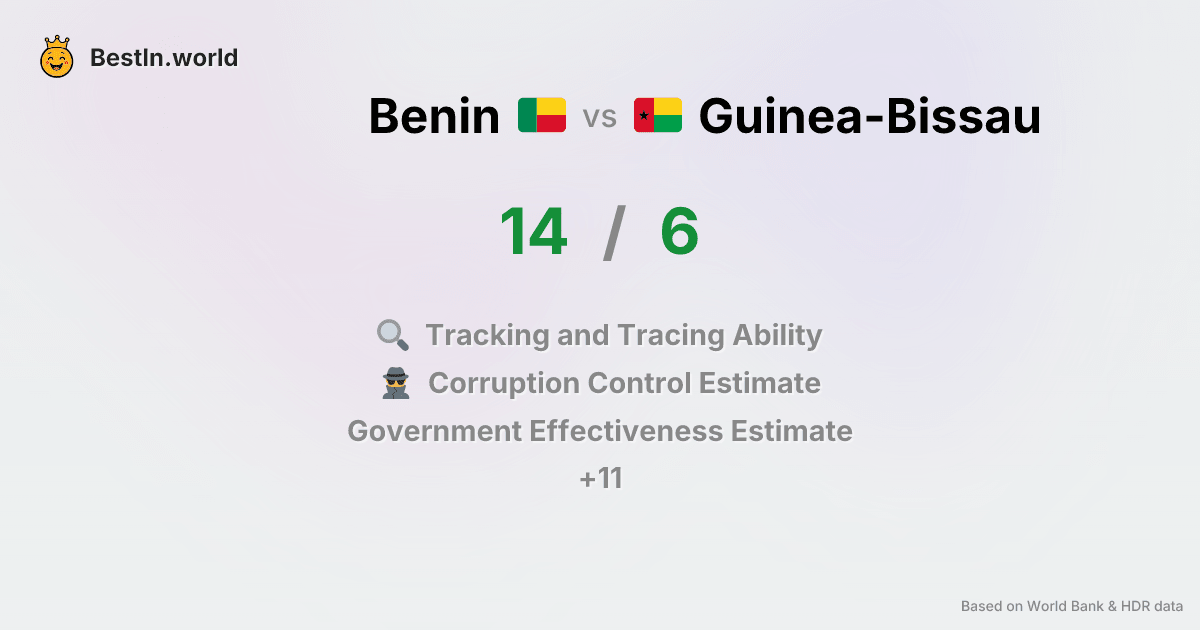 BestIn.world
Benin vs Guinea-Bissau
14 / 6
Tracking and Tracing Ability
Corruption Control Estimate
Government Effectiveness Estimate
+11
Based on World Bank & HDR data